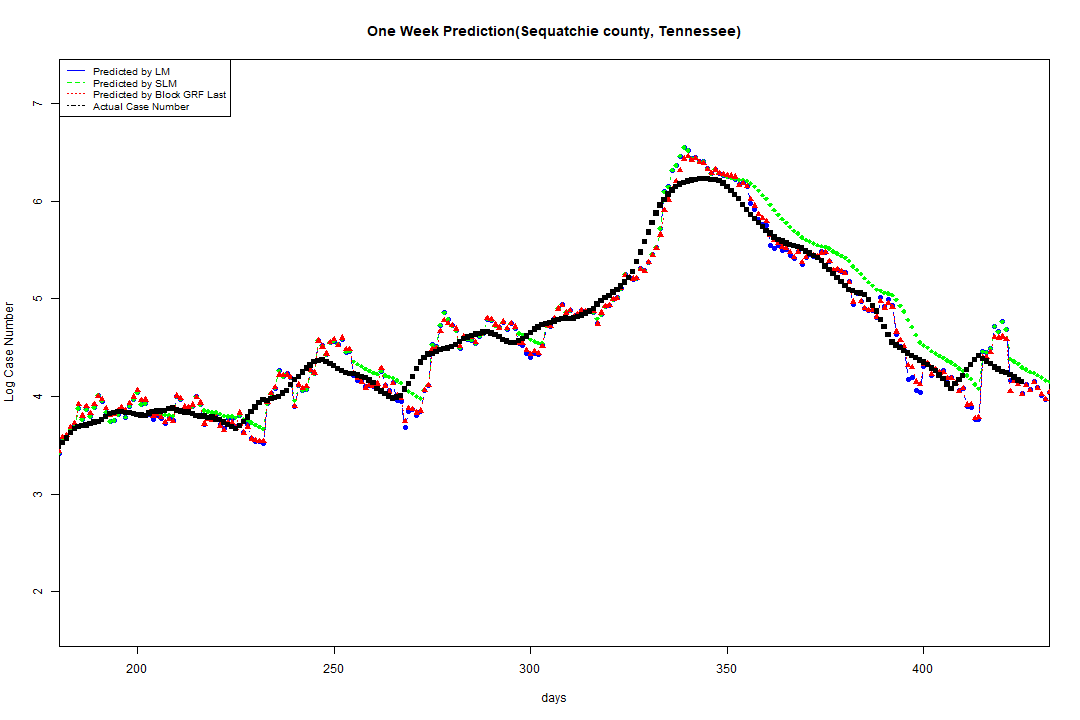 One Week Prediction(Sequatchie county, Tennessee)
Predicted by LM
Predicted by SLM
Predicted by Block GRF Last
Actual Case Number
7
6
5
4
3
2
Log Case Number
200 250 300 350 400
days